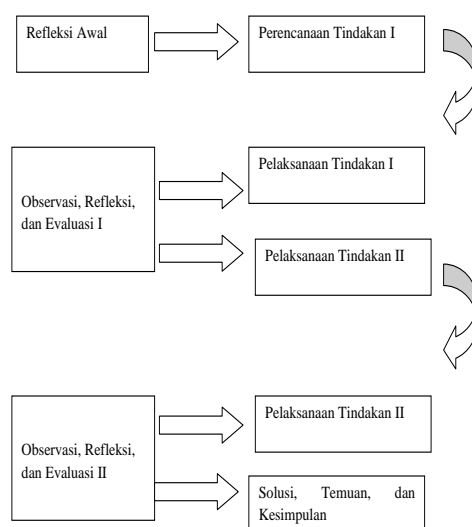 Refleksi Awal
Perencanaan Tindakan I
Pelaksanaan Tindakan I
Observasi, Refleksi,
dan Evaluasi I
Pelaksanaan Tindakan II
Pelaksanaan Tindakan II
Observasi, Refleksi,
dan Evaluasi II
Solusi, Temuan, dan
Kesimpulan